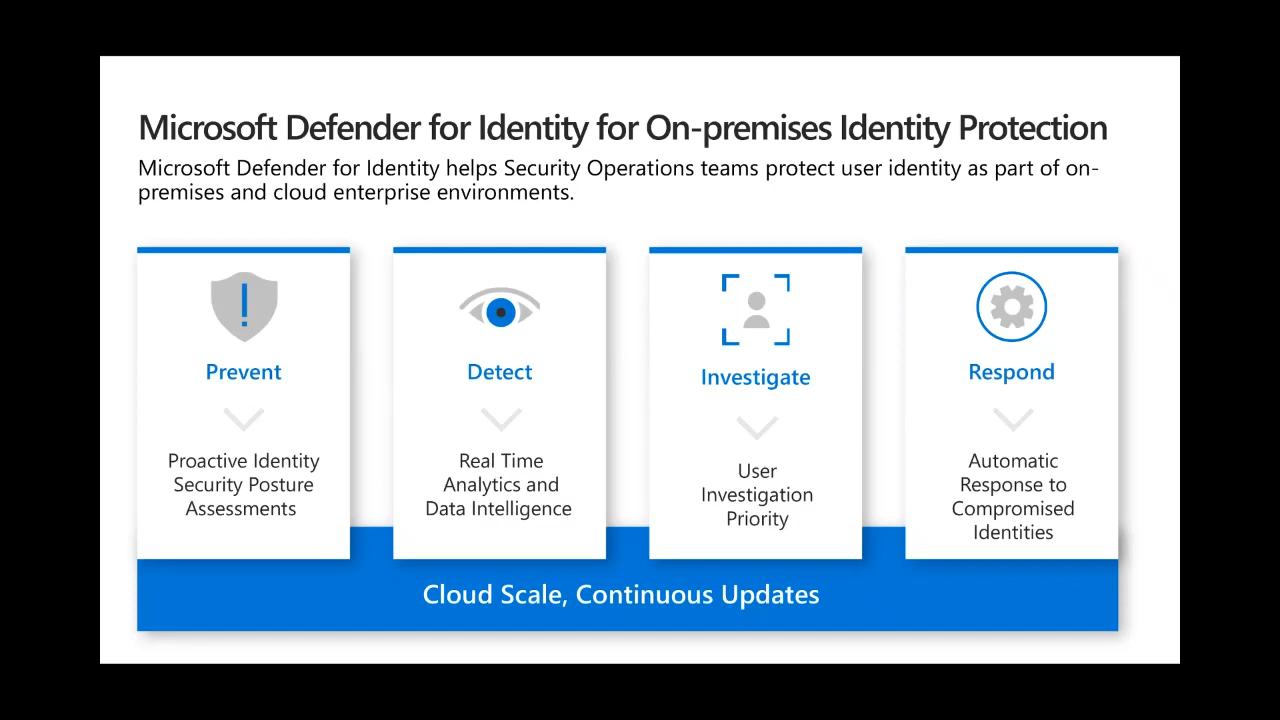 Microsoft Defender for Identity for On-premises Identity Protection
Microsoft Defender for Identity helps Security Operations teams protect user identity as part of on-
premises and cloud enterprise environments.
Prevent
Proactive Identity
Security Posture
Assessments
Detect
Real Time
Analytics and
Data Intelligence
Investigate
User
Investigation
Priority
Respond
Automatic
Response to
Compromised
Identities
Cloud Scale, Continuous Updates